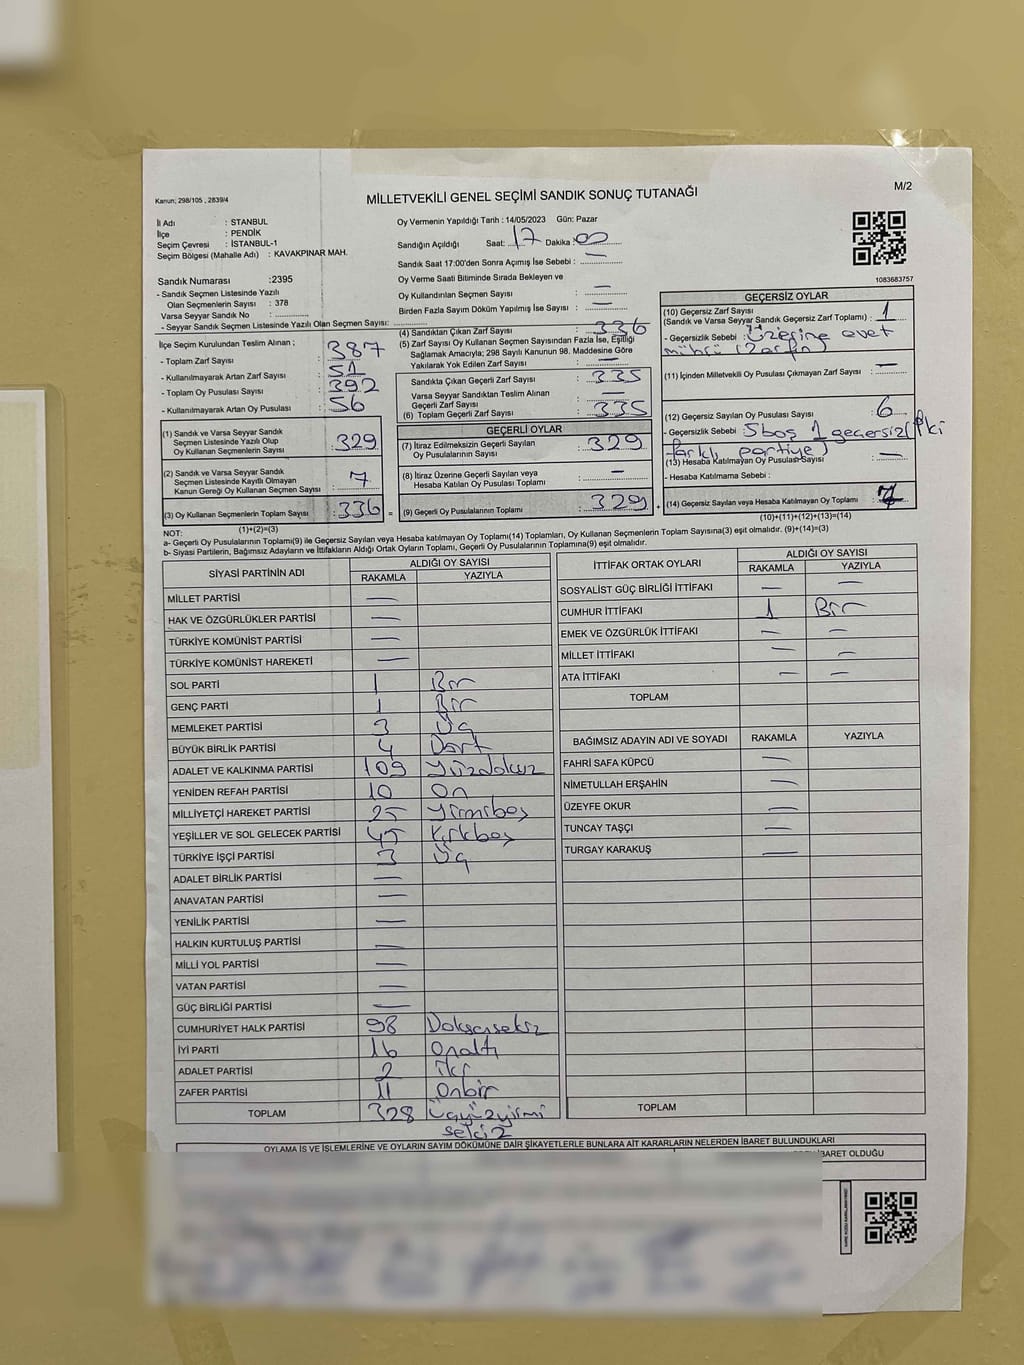 Kanun; 298/105 , 2839/4
MİLLETVEKİLİ GENEL SEÇİMİ SANDIK SONUÇ TUTANAĞI
M/2
İl Adı : STANBUL
İlçe : PENDİK
Seçim Çevresi : İSTANBUL-1
Seçim Bölgesi (Mahalle Adı) : KAVAKPINAR MAH.
Sandık Numarası :2395
- Sandık Seçmen Listesinde Yazılı
Olan Seçmenlerin Sayısı : 378
Varsa Seyyar Sandık No :
- Seyyar Sandık Seçmen Listesinde Yazılı Olan Seçmen Sayısı:
İlçe Seçim Kurulundan Teslim Alınan ;
- Toplam Zarf Sayısı : 387
- Kullanılmayarak Artan Zarf Sayısı : 51
- Toplam Oy Pusulası Sayısı : 392
- Kullanılmayarak Artan Oy Pusulası : 56
(1) Sandık ve Varsa Seyyar Sandık
Seçmen Listesinde Yazılı Olup
Oy Kullanan Seçmenlerin Sayısı : 329
(2) Sandık ve Varsa Seyyar Sandık
Seçmen Listesinde Kayıtlı Olmayan
Kanun Gereği Oy Kullanan Seçmen Sayısı : 7
(3) Oy Kullanan Seçmenlerin Toplam Sayısı : 336 =
(1)+(2)=(3)
Oy Vermenin Yapıldığı Tarih : 14/05/2023 Gün: Pazar
Sandığın Açıldığı Saat: 17 Dakika : 00
Sandık Saat 17:00'den Sonra Açımış İse Sebebi : —
Oy Verme Saati Bitiminde Sırada Bekleyen ve
Oy Kullandırılan Seçmen Sayısı : —
Birden Fazla Sayım Döküm Yapılmış İse Sayısı : —
(4) Sandıktan Çıkan Zarf Sayısı : 336
(5) Zarf Sayısı Oy Kullanan Seçmen Sayısından Fazla İse, Eşitliği
Sağlamak Amacıyla; 298 Sayılı Kanunun 98. Maddesine Göre
Yakılarak Yok Edilen Zarf Sayısı : —
Sandıkta Çıkan Geçerli Zarf Sayısı : 335
Varsa Seyyar Sandıktan Teslim Alınan
Geçerli Zarf Sayısı : —
(6) Toplam Geçerli Zarf Sayısı : 335
GEÇERLİ OYLAR
(7) İtiraz Edilmeksizin Geçerli Sayılan
Oy Pusulalarının Sayısı : 329
(8) İtiraz Üzerine Geçerli Sayılan veya
Hesaba Katılan Oy Pusulası Toplamı : —
(9) Geçerli Oy Pusulalarının Toplamı : 329 +
1083683757
GEÇERSİZ OYLAR
(10) Geçersiz Zarf Sayısı
(Sandık ve Varsa Seyyar Sandık Geçersiz Zarf Toplamı) : 1
- Geçersizlik Sebebi : Üzerine evet
mührü (Zarfın)
(11) İçinden Milletvekili Oy Pusulası Çıkmayan Zarf Sayısı : —
(12) Geçersiz Sayılan Oy Pusulası Sayısı : 6
- Geçersizlik Sebebi : 5 boş 1 geçersiz (İki
farklı partiye)
(13) Hesaba Katılmayan Oy Pusulası Sayısı : —
- Hesaba Katılmama Sebebi :
(14) Geçersiz Sayılan veya Hesaba Katılmayan Oy Toplamı : 7
(10)+(11)+(12)+(13)=(14)
NOT:
a- Geçerli Oy Pusulalarının Toplamı(9) ile Geçersiz Sayılan veya Hesaba katılmayan Oy Toplamı(14) Toplamları, Oy Kullanan Seçmenlerin Toplam Sayısına(3) eşit olmalıdır. (9)+(14)=(3)
b- Siyasi Partilerin, Bağımsız Adayların ve İttifakların Aldığı Ortak Oyların Toplamı, Geçerli Oy Pusulalarının Toplamına(9) eşit olmalıdır.
SİYASİ PARTİNİN ADI ALDIĞI OY SAYISI
RAKAMLA YAZIYLA
MİLLET PARTİSİ —
HAK VE ÖZGÜRLÜKLER PARTİSİ —
TÜRKİYE KOMÜNİST PARTİSİ —
TÜRKİYE KOMÜNİST HAREKETİ —
SOL PARTİ 1 Bir
GENÇ PARTİ 1 Bir
MEMLEKET PARTİSİ 3 Üç
BÜYÜK BİRLİK PARTİSİ 4 Dört
ADALET VE KALKINMA PARTİSİ 109 Yüzdokuz
YENİDEN REFAH PARTİSİ 10 On
MİLLİYETÇİ HAREKET PARTİSİ 25 Yirmibeş
YEŞİLLER VE SOL GELECEK PARTİSİ 45 Kırkbeş
TÜRKİYE İŞÇİ PARTİSİ 3 Üç
ADALET BİRLİK PARTİSİ —
ANAVATAN PARTİSİ —
YENİLİK PARTİSİ —
HALKIN KURTULUŞ PARTİSİ —
MİLLİ YOL PARTİSİ —
VATAN PARTİSİ —
GÜÇ BİRLİĞİ PARTİSİ —
CUMHURİYET HALK PARTİSİ 98 Doksansekiz
İYİ PARTİ 16 Onaltı
ADALET PARTİSİ 2 İki
ZAFER PARTİSİ 11 Onbir
TOPLAM 328 Üçyüzyirmi
sekiz
İTTİFAK ORTAK OYLARI ALDIĞI OY SAYISI
RAKAMLA YAZIYLA
SOSYALİST GÜÇ BİRLİĞİ İTTİFAKI — —
CUMHUR İTTİFAKI 1 Bir
EMEK VE ÖZGÜRLÜK İTTİFAKI — —
MİLLET İTTİFAKI — —
ATA İTTİFAKI — —
TOPLAM
BAĞIMSIZ ADAYIN ADI VE SOYADI RAKAMLA YAZIYLA
FAHRİ SAFA KÜPCÜ —
NİMETULLAH ERŞAHİN —
ÜZEYFE OKUR —
TUNCAY TAŞÇI —
TURGAY KARAKUŞ —
TOPLAM
OYLAMA İŞ VE İŞLEMLERİNE VE OYLARIN SAYIM DÖKÜMÜNE DAİR ŞİKAYETLERLE BUNLARA AİT KARARLARIN NELERDEN İBARET BULUNDUKLARI
İBARET OLDUĞU